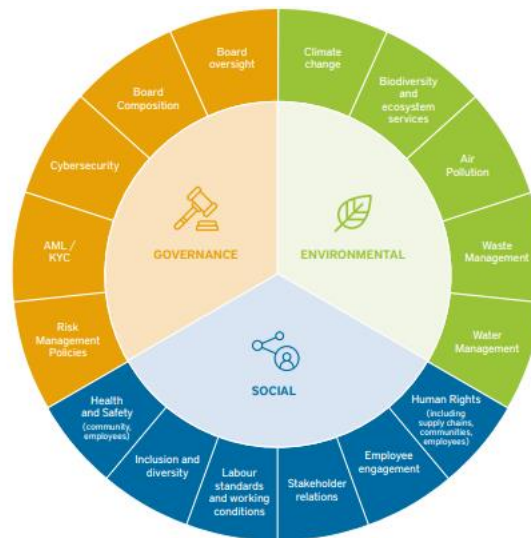 Board
oversight
Climate
change
Board
Composition
Biodiversity
and
ecosystem
services
Cybersecurity
Air
Pollution
AML /
KYC
Waste
Management
Risk
Management
Policies
Water
Management
GOVERNANCE
ENVIRONMENTAL
SOCIAL
Health
and Safety
(community,
employees)
Inclusion and
diversity
Labour
standards
and working
conditions
Stakeholder
relations
Employee
engagement
Human Rights
(including
supply chains,
communities,
employees)